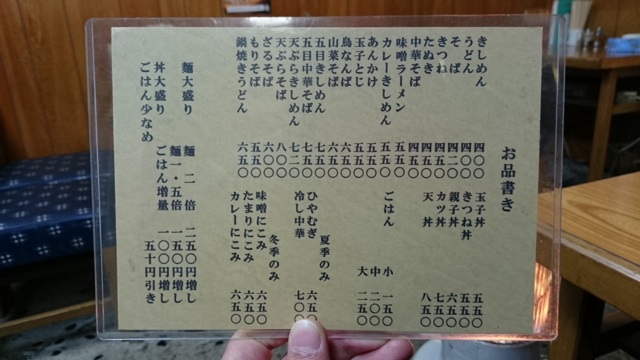 お品書き
きしめん 四〇〇
うどん 四〇〇
そば 四二〇
きつね 四五〇
たぬき 四五〇
中華そば 四五〇
味噌ラーメン 五五〇
カレーきしめん 五五〇
あんかけ 五五〇
玉子とじ 五五〇
鳥なんば 六五〇
山菜そば 六五〇
五目きしめん 七五〇
五目中華そば 七五〇
天ぷらきしめん 七二〇
天ぷらそば 八〇〇
ざるそば 六〇〇
もりそば 五五〇
鍋焼きうどん 六五〇
玉子丼 五五〇
きつね丼 五五〇
親子丼 六五〇
カツ丼 六五〇
天丼 八五〇
ごはん 小 一五〇
中 二〇〇
大 二五〇
夏季のみ
ひやむぎ 六五〇
冷し中華 七〇〇
冬季のみ
味噌にこみ 六五〇
たまりにこみ 六五〇
カレーにこみ 六五〇
麺大盛り 麺二倍 二五〇円増し
麺一・五倍 一五〇円増し
丼大盛り ごはん増量 一〇〇円増し
ごはん少なめ 五十円引き